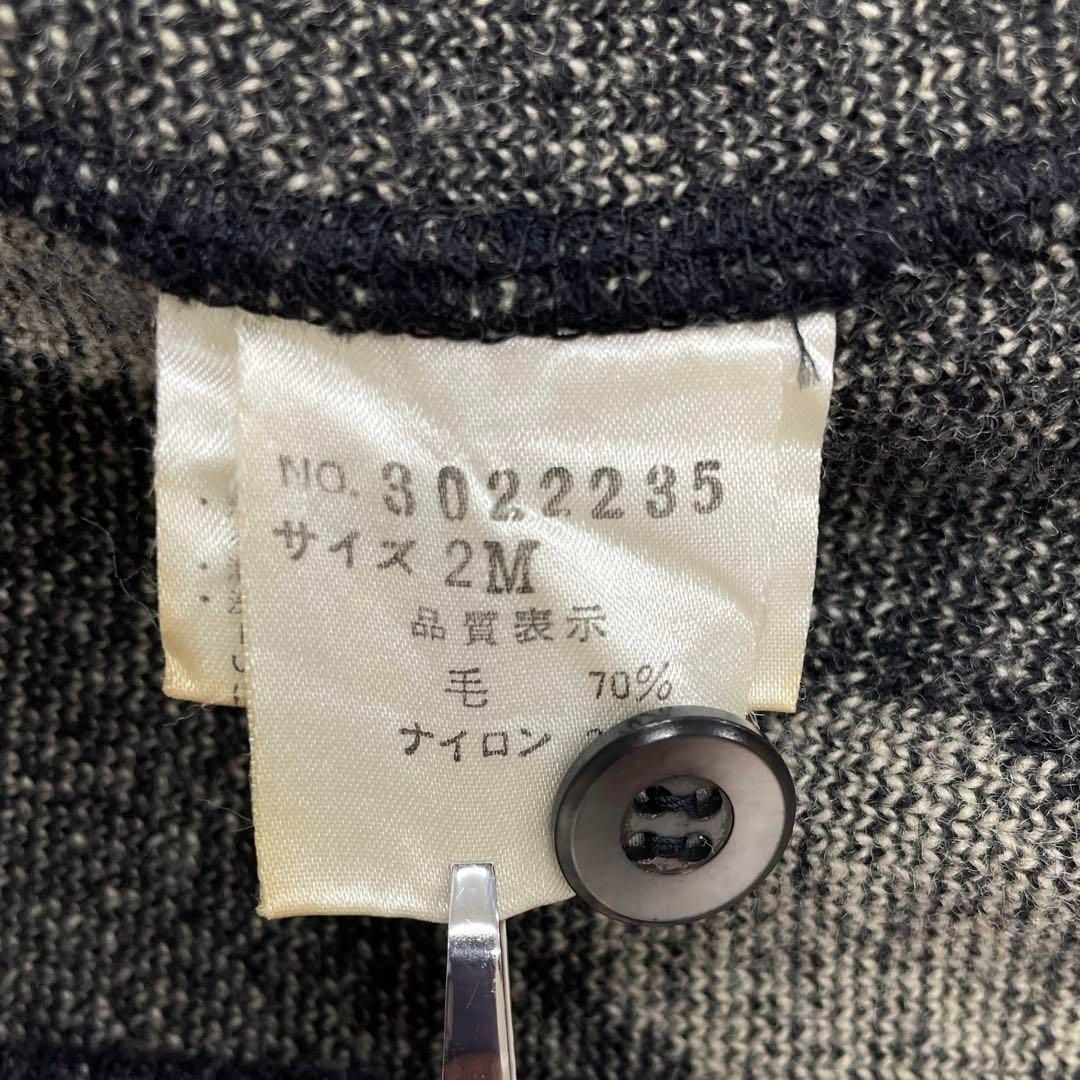 NO. 3022235
サイズ 2M
品質表示
毛 70%
ナイロン